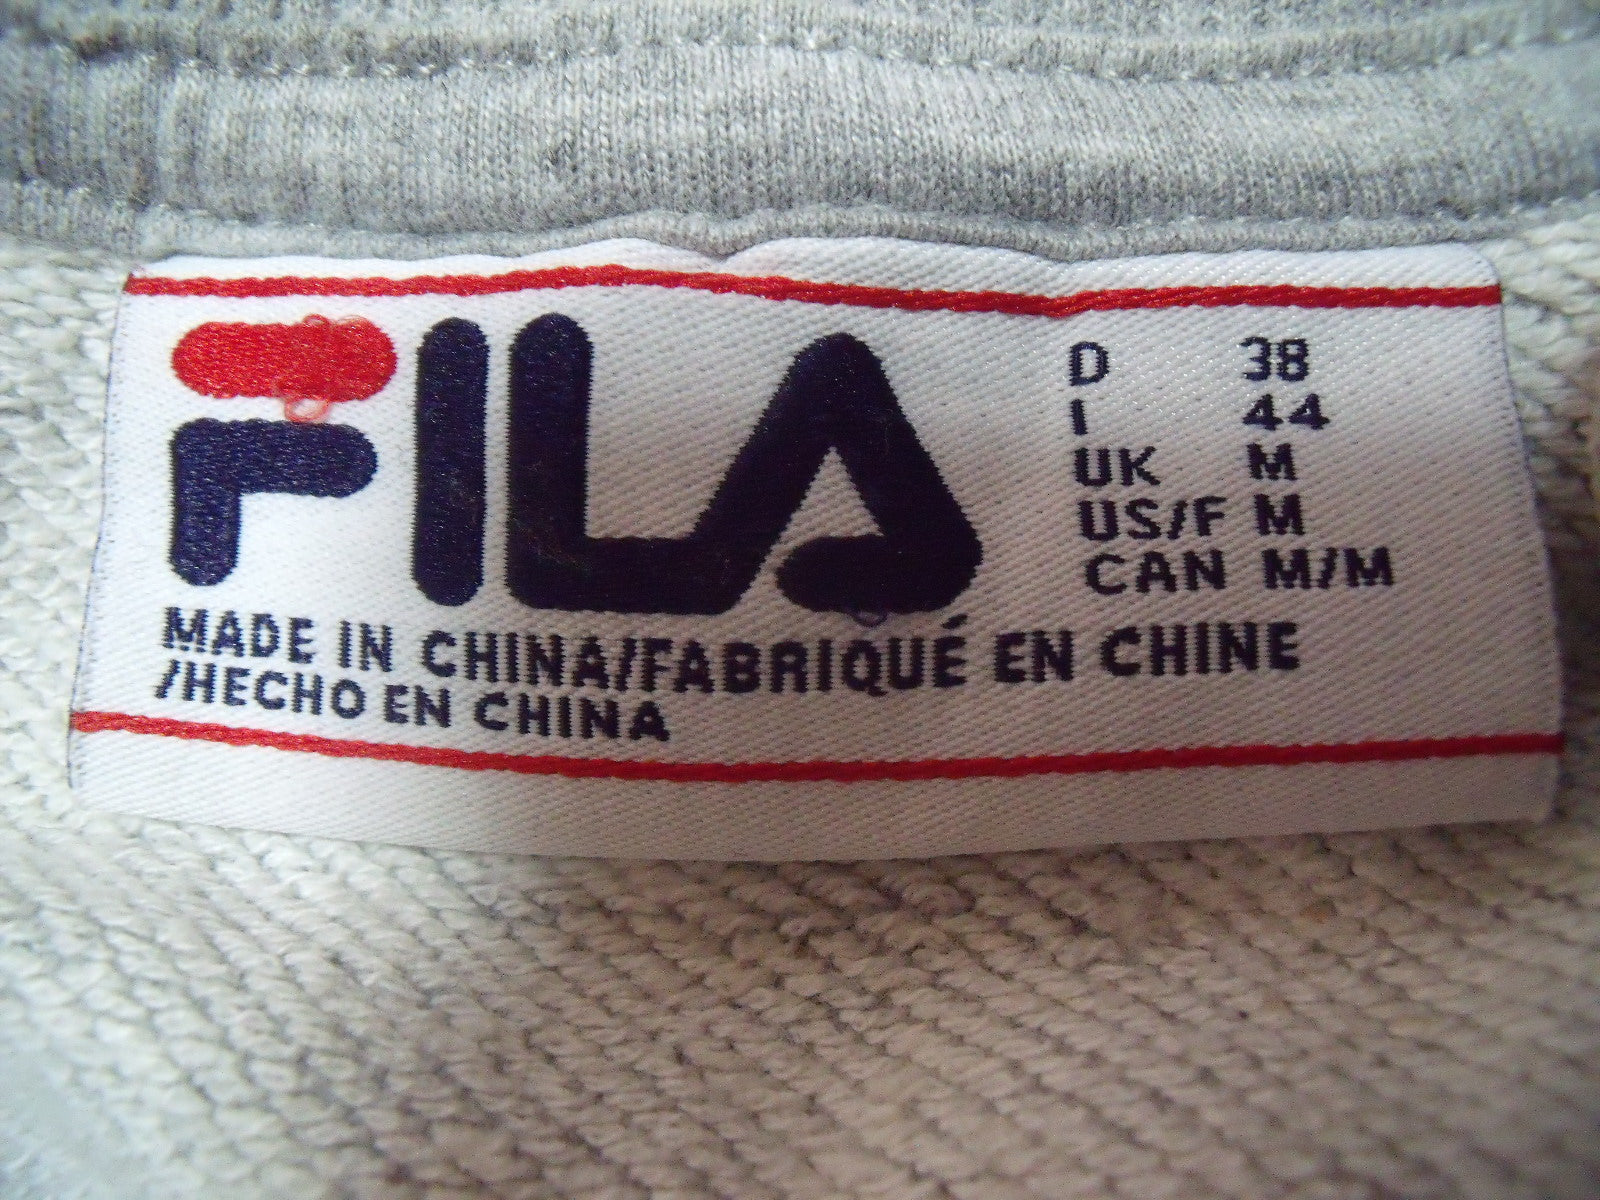 FILA
D 38
I 44
UK M
US/F M
CAN M/M
MADE IN CHINA/FABRIQUÉ EN CHINE
/HECHO EN CHINA